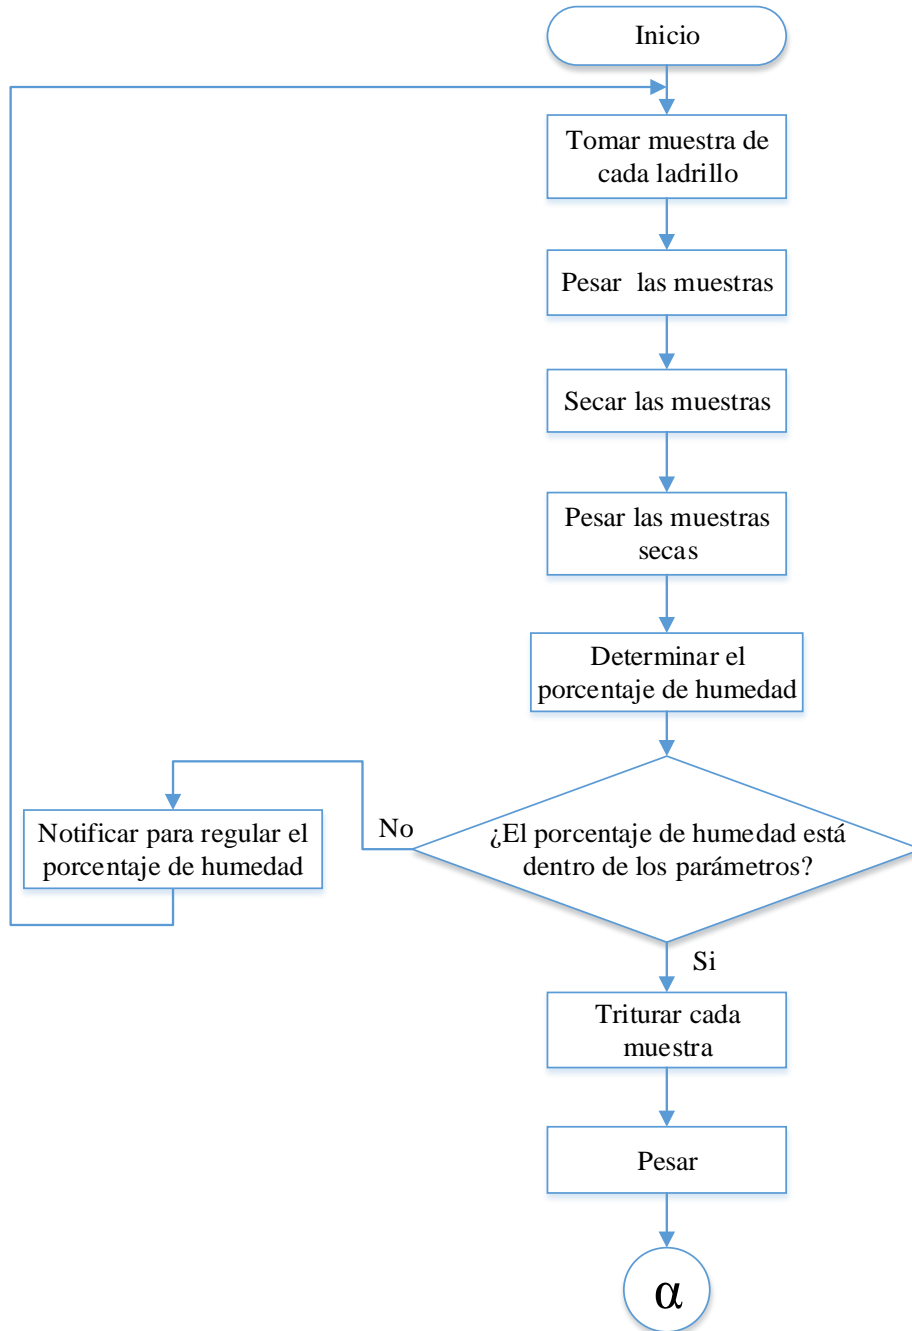 Inicio
Tomar muestra de
cada ladrillo
Pesar  las muestras
Secar las muestras
Pesar las muestras
secas
Determinar el
porcentaje de humedad
¿El porcentaje de humedad está
dentro de los parámetros?
No
Notificar para regular el
porcentaje de humedad
Si
Triturar cada
muestra
Pesar
α